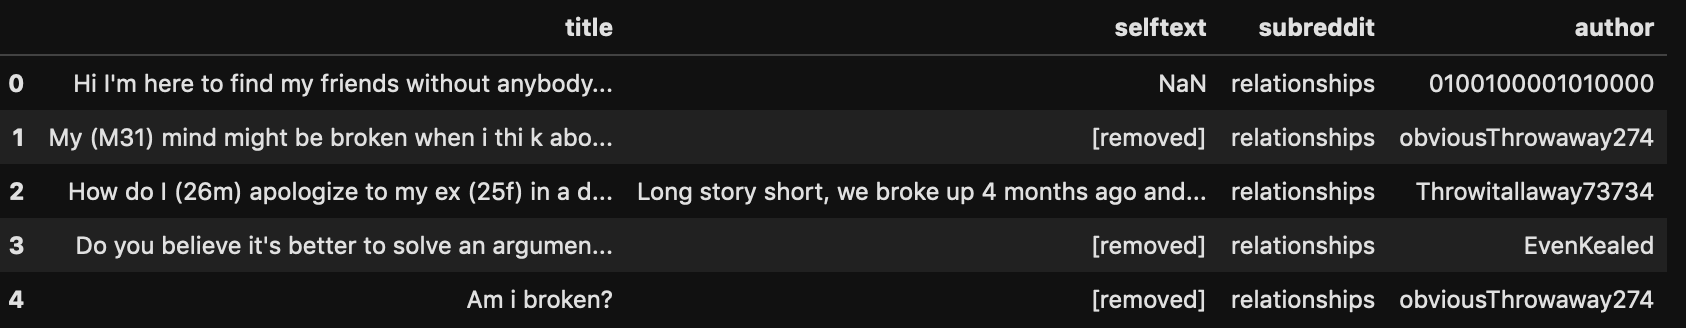 title selftext subreddit author
0 Hi I'm here to find my friends without anybody... NaN relationships 0100100001010000
1 My (M31) mind might be broken when i thi k abo... [removed] relationships obviousThrowaway274
2 How do I (26m) apologize to my ex (25f) in a d... Long story short, we broke up 4 months ago and... relationships Throwitallaway73734
3 Do you believe it's better to solve an argumen... [removed] relationships EvenKealed
4 Am i broken? [removed] relationships obviousThrowaway274